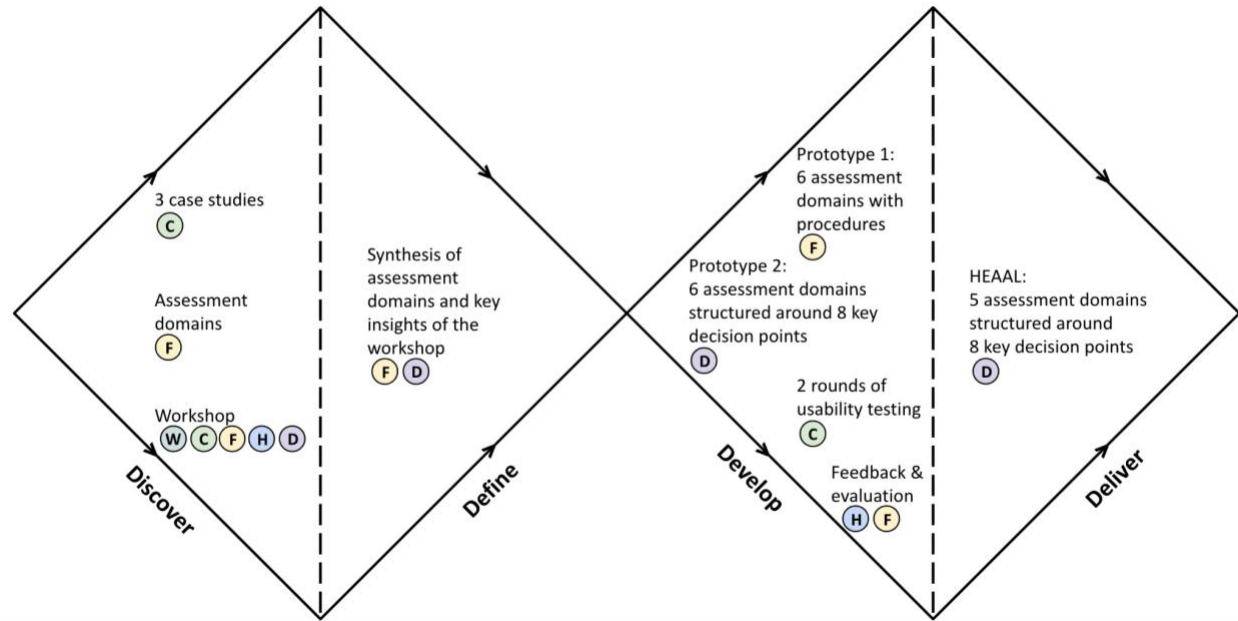 3 case studies
C
Assessment
domains
F
Workshop
W C F H D
Discover
Synthesis of
assessment
domains and key
insights of the
workshop
F D
Define
Prototype 1:
6 assessment
domains with
procedures
F
Prototype 2:
6 assessment domains
structured around 8 key
decision points
D
2 rounds of
usability testing
C
Feedback &
evaluation
H F
Develop
HEAAL:
5 assessment domains
structured around
8 key decision points
D
Deliver